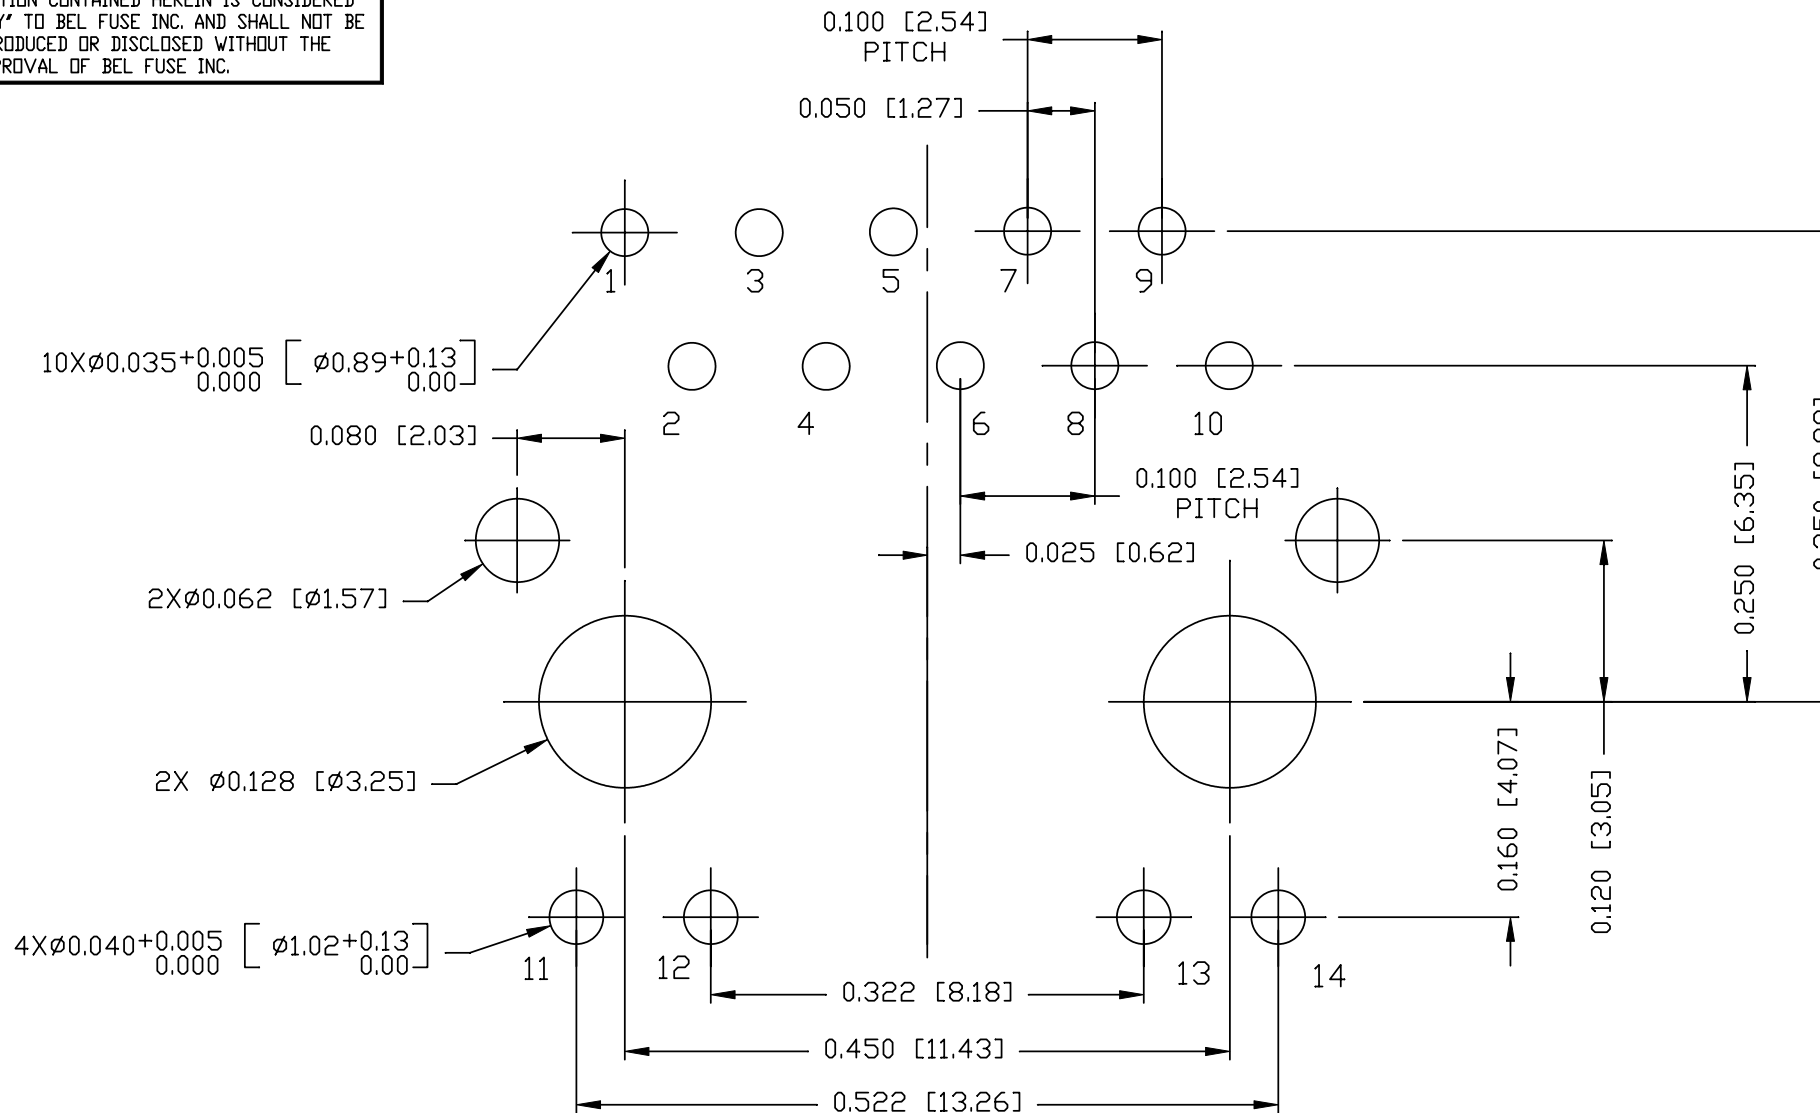 CONTAINED HEREIN IS CONSIDERED
TO BEL FUSE INC. AND SHALL NOT BE
OR DISCLOSED WITHOUT THE
OF BEL FUSE INC.
0.100 [2.54]
PITCH
0.050 [1.27]
1
3
5
7
9
10XØ0.035+0.005
0.000
[ Ø0.89+0.13
0.00 ]
2
4
6
8
10
0.080 [2.03]
0.100 [2.54]
PITCH
0.025 [0.62]
2XØ0.062 [Ø1.57]
0.250 [6.35]
2X Ø0.128 [Ø3.25]
0.160 [4.07]
0.120 [3.05]
4XØ0.040+0.005
0.000
[ Ø1.02+0.13
0.00 ]
11
12
13
14
0.322 [8.18]
0.450 [11.43]
0.522 [13.26]